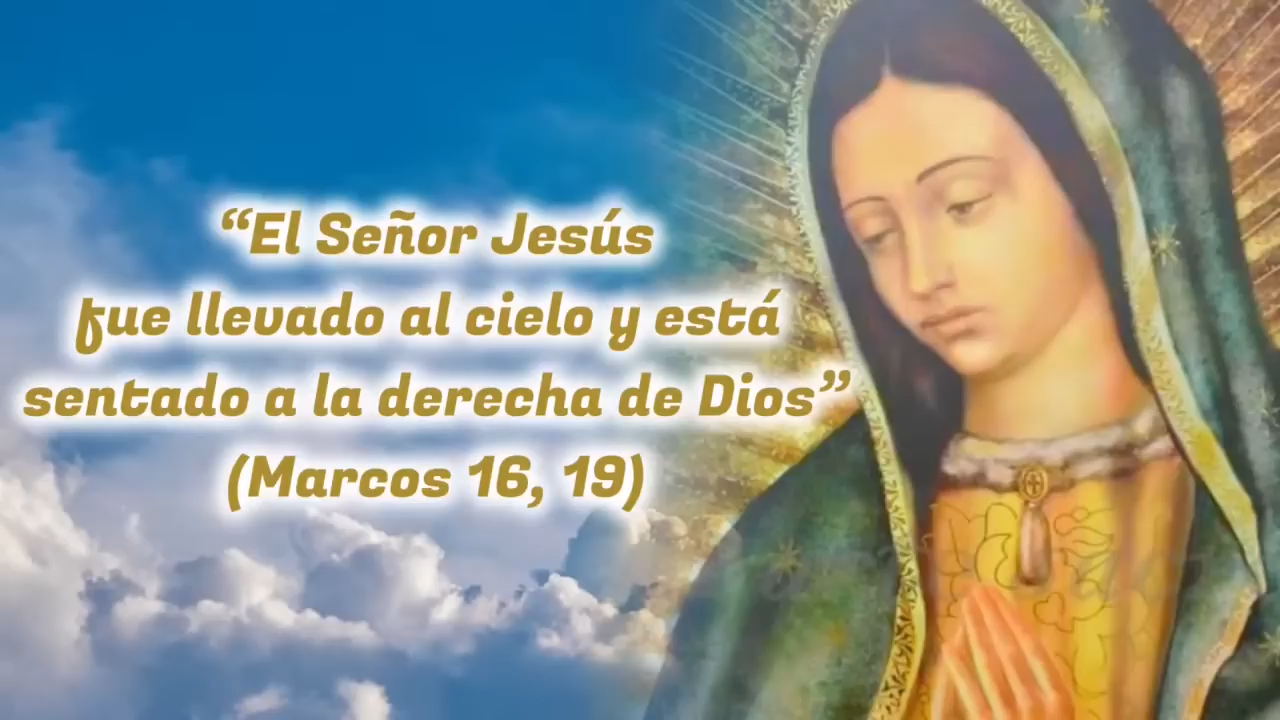 “El Señor Jesús
fue llevado al cielo y está
sentado a la derecha de Dios”
(Marcos 16, 19)